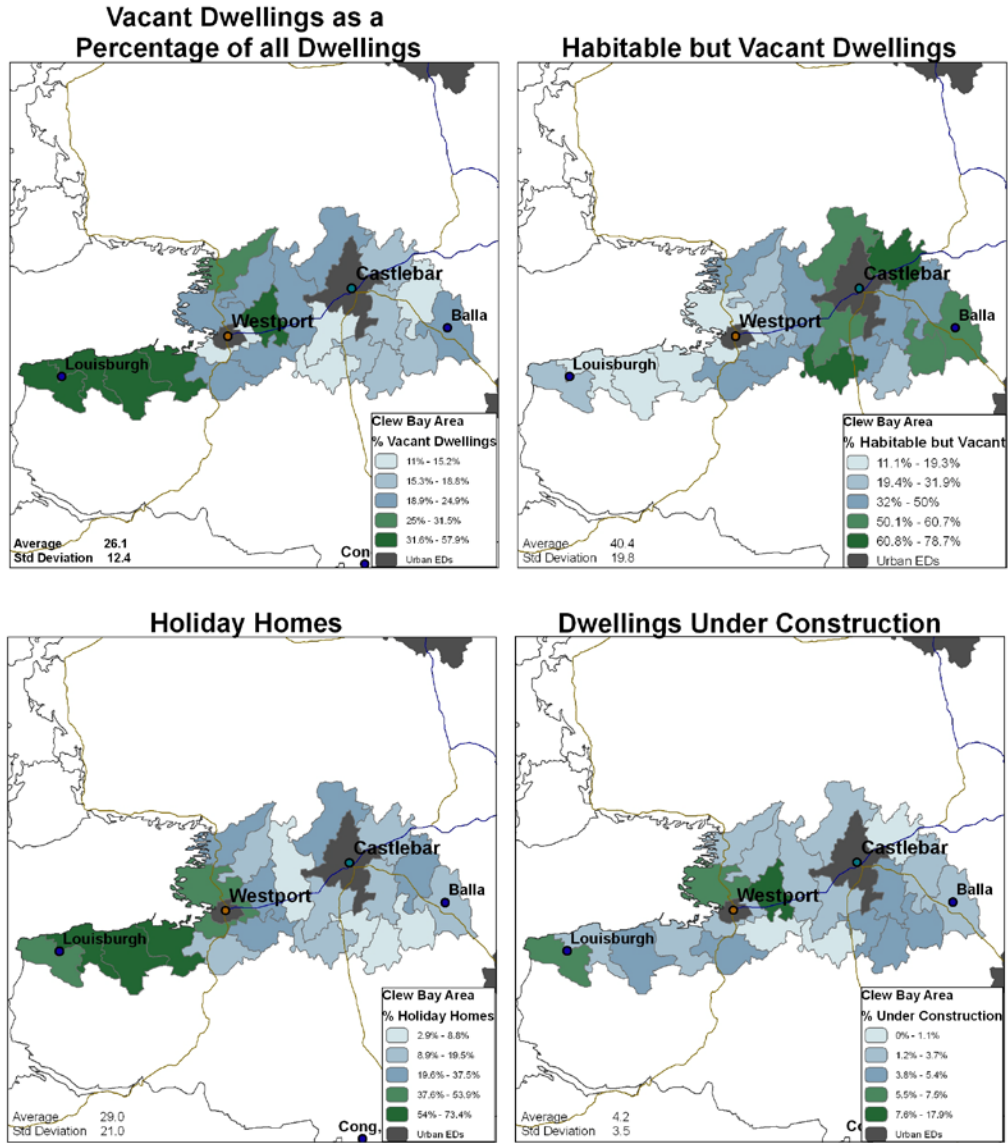 Vacant Dwellings as a
Percentage of all Dwellings
Castlebar
Westport
Balla
Louisburgh
Clew Bay Area
% Vacant Dwellings
11% - 15.2%
15.3% - 18.8%
18.9% - 24.9%
25% - 31.5%
31.6% - 57.9%
Urban EDs
Average 26.1
Std Deviation 12.4
Con
Habitable but Vacant Dwellings
Castlebar
Westport
Balla
Louisburgh
Clew Bay Area
% Habitable but Vacant
11.1% - 19.3%
19.4% - 31.9%
32% - 50%
50.1% - 60.7%
60.8% - 78.7%
Urban EDs
Average 40.4
Std Deviation 19.8
Holiday Homes
Castlebar
Westport
Balla
Louisburgh
Clew Bay Area
% Holiday Homes
2.9% - 8.8%
8.9% - 19.5%
19.6% - 37.5%
37.6% - 53.9%
54% - 73.4%
Urban EDs
Average 29.0
Std Deviation 21.0
Cong,
Dwellings Under Construction
Castlebar
Westport
Balla
Louisburgh
Clew Bay Area
% Under Construction
0% - 1.1%
1.2% - 3.7%
3.8% - 5.4%
5.5% - 7.5%
7.6% - 17.9%
Urban EDs
Average 4.2
Std Deviation 3.5